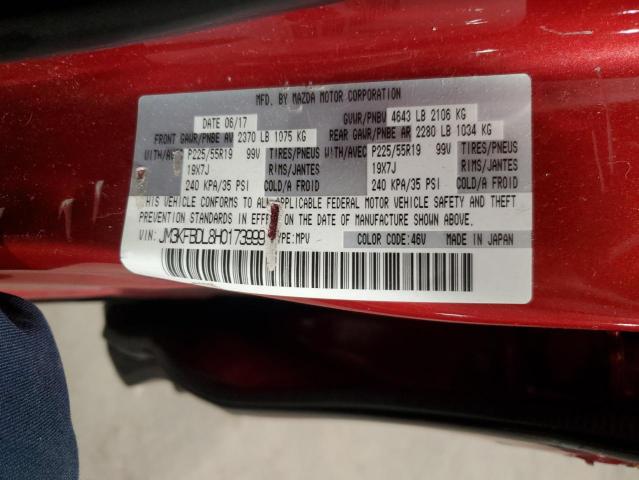 MFD. BY MAZDA MOTOR CORPORATION
DATE 06/17 GVWR/PNBV 4643 LB 2106 KG
FRONT GAWR/PNBE AV 2370 LB 1075 KG REAR GAWR/PNBE AR 2280 LB 1034 KG
WITH/AVEC P225/55R19 99V TIRES/PNEUS WITH/AVEC P225/55R19 99V TIRES/PNEUS
19X7J RIMS/JANTES 19X7J RIMS/JANTES
240 KPA/35 PSI COLD/A FROID 240 KPA/35 PSI COLD/A FROID
THIS VEHICLE CONFORMS TO ALL APPLICABLE FEDERAL MOTOR VEHICLE SAFETY AND THEFT
PREVENTION STANDARDS IN EFFECT ON THE DATE OF MANUFACTURE SHOWN ABOVE.
VIN: JM3KFBDL8H0173999 TYPE:MPV COLOR CODE:46V MADE IN JAPAN